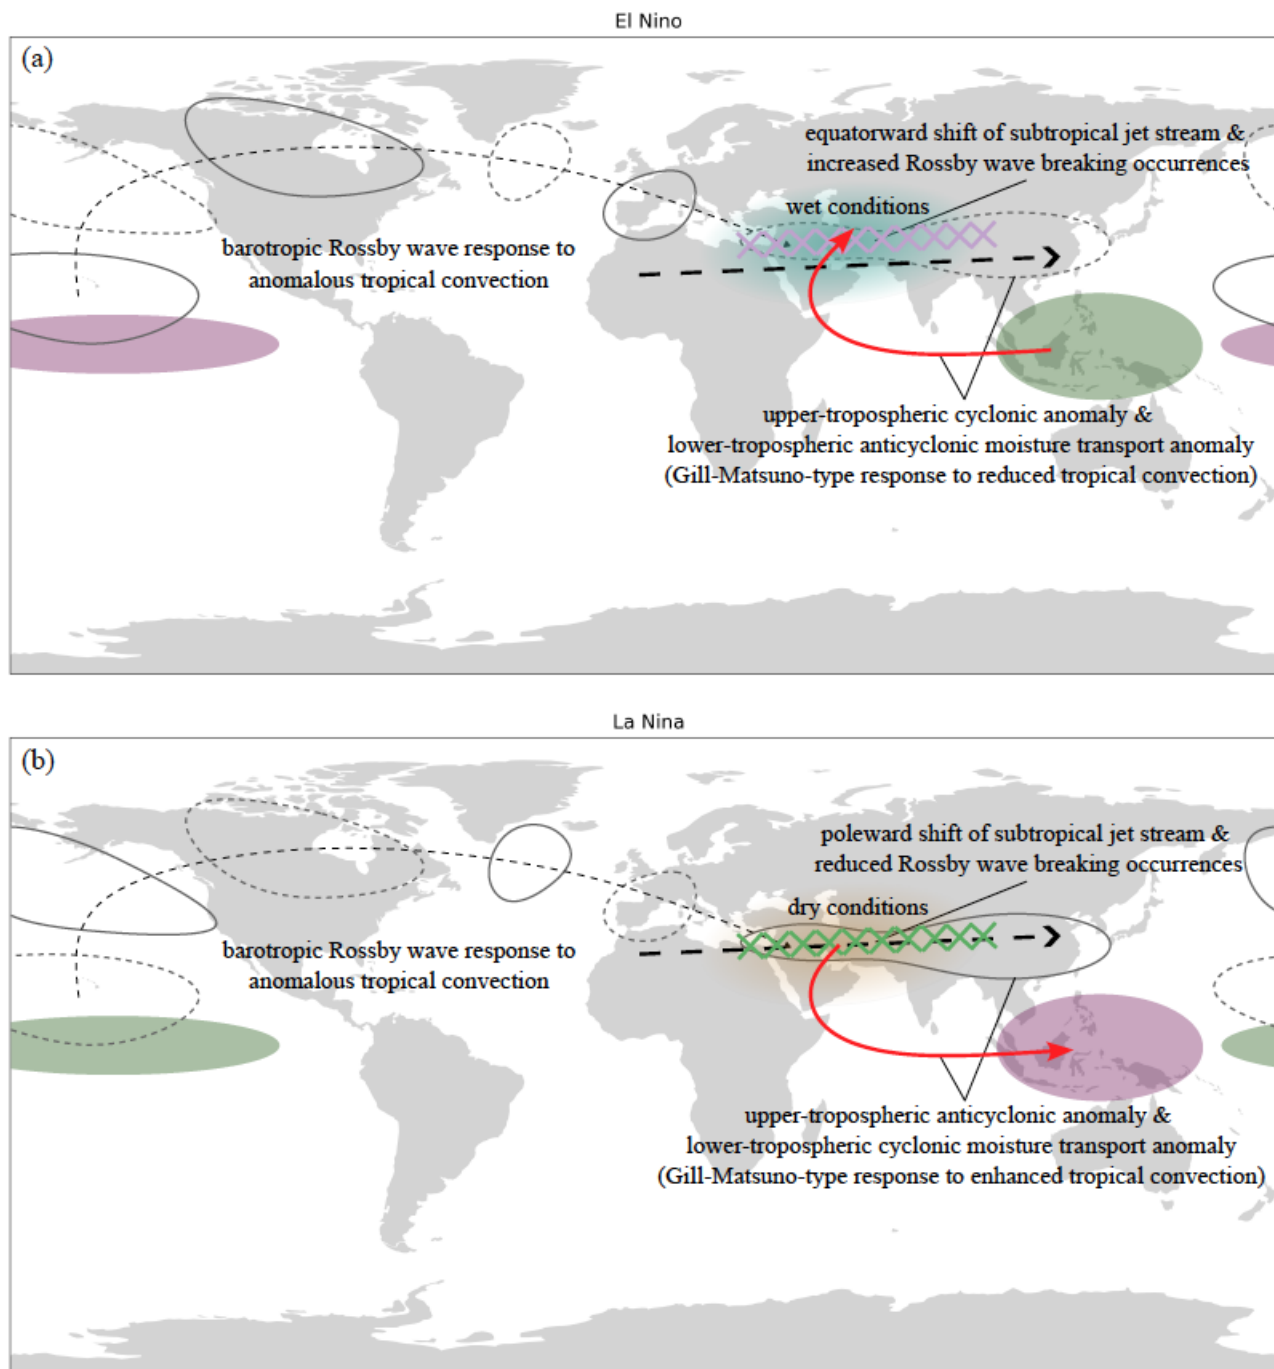 El Nino
(a)
equatorward shift of subtropical jet stream &
increased Rossby wave breaking occurrences
wet conditions
barotropic Rossby wave response to
anomalous tropical convection
upper-tropospheric cyclonic anomaly &
lower-tropospheric anticyclonic moisture transport anomaly
(Gill-Matsuno-type response to reduced tropical convection)
La Nina
(b)
poleward shift of subtropical jet stream &
reduced Rossby wave breaking occurrences
dry conditions
barotropic Rossby wave response to
anomalous tropical convection
upper-tropospheric anticyclonic anomaly &
lower-tropospheric cyclonic moisture transport anomaly
(Gill-Matsuno-type response to enhanced tropical convection)